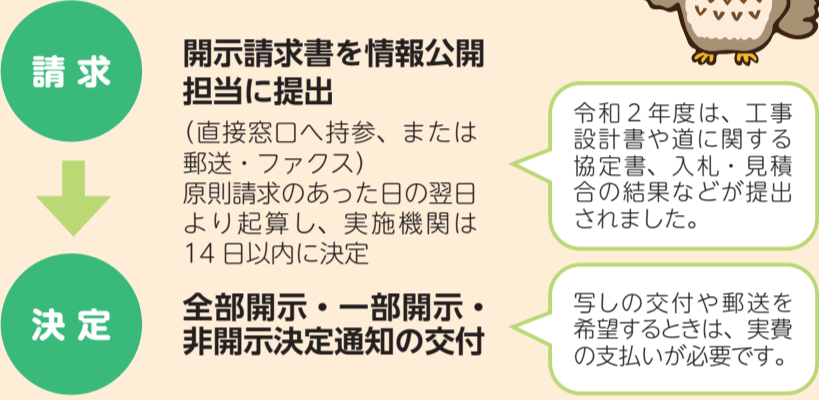 請求
開示請求書を情報公開
担当に提出
（直接窓口へ持参、または
郵送・ファクス）
原則請求のあった日の翌日
より起算し、実施機関は
14 日以内に決定
令和２年度は、工事
設計書や道に関する
協定書、入札・見積
合の結果などが提出
されました。
決定
全部開示・一部開示・
非開示決定通知の交付
写しの交付や郵送を
希望するときは、実費
の支払いが必要です。